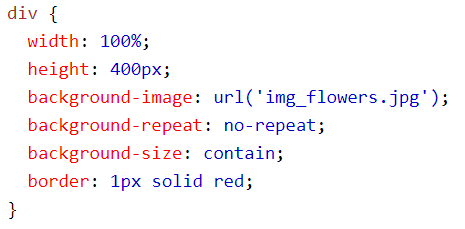 div {
  width: 100%;
  height: 400px;
  background-image: url('img_flowers.jpg');
  background-repeat: no-repeat;
  background-size: contain;
  border: 1px solid red;
}